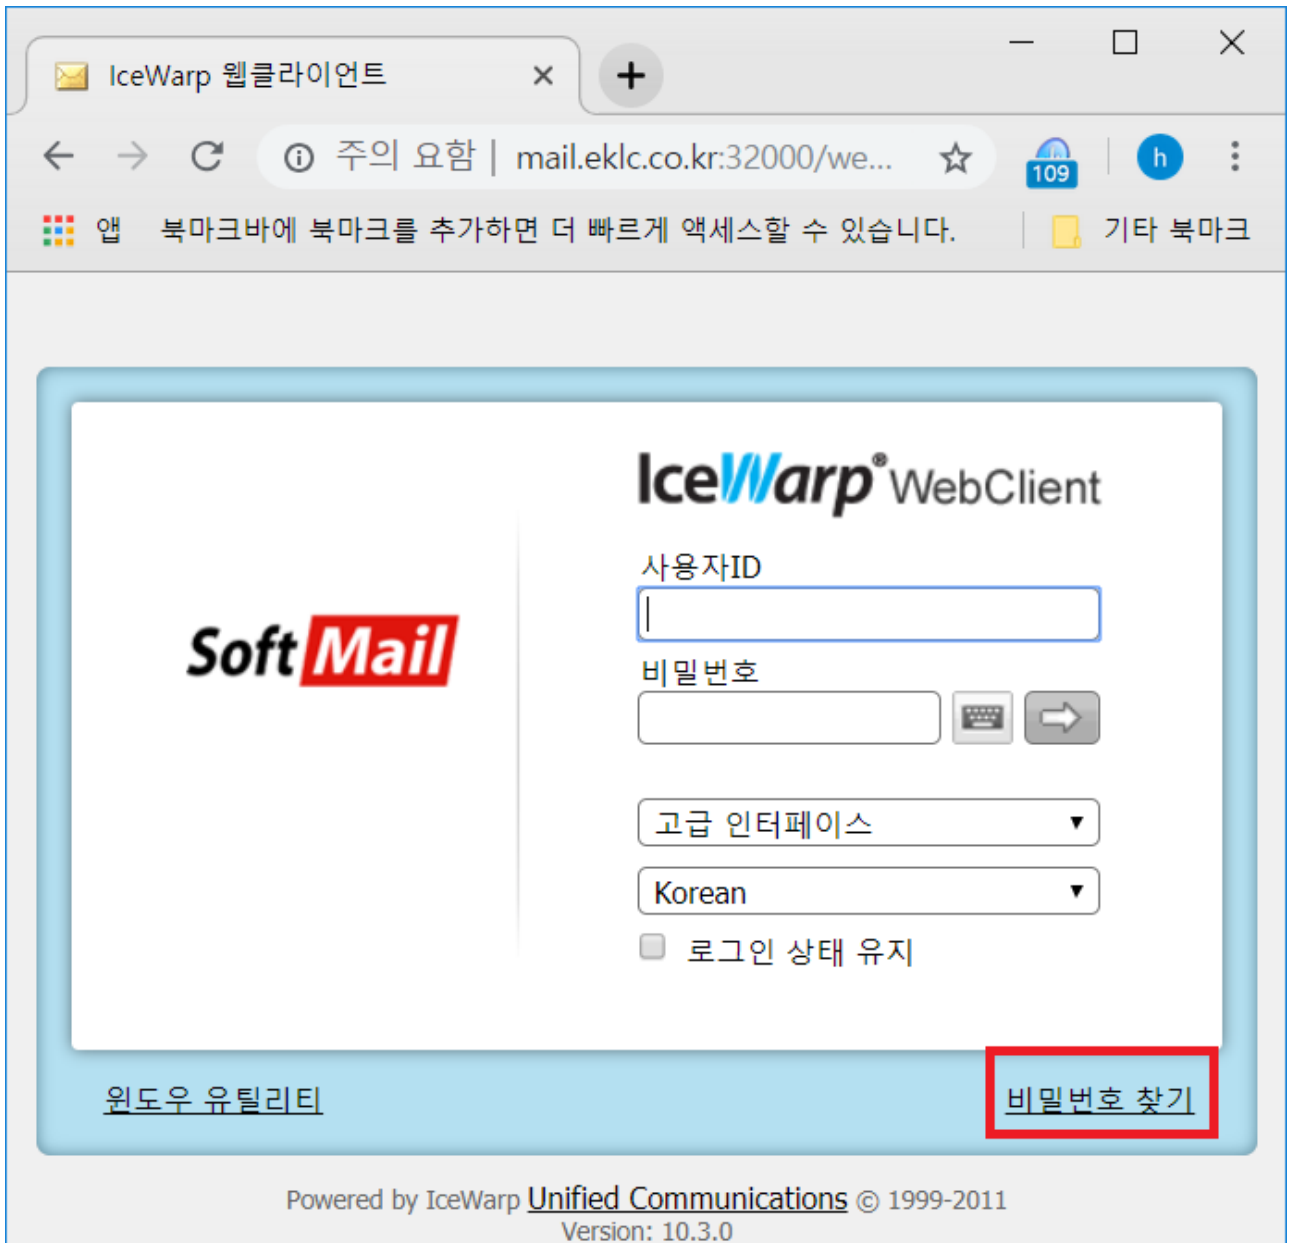 IceWarp 웹클라이언트
주의 요함 | mail.eklc.co.kr:32000/we...
109
h
앱 북마크바에 북마크를 추가하면 더 빠르게 액세스할 수 있습니다. 기타 북마크
IceWarp® WebClient
사용자ID
Soft Mail
비밀번호
고급 인터페이스
Korean
로그인 상태 유지
윈도우 유틸리티
비밀번호 찾기
Powered by IceWarp Unified Communications © 1999-2011
Version: 10.3.0